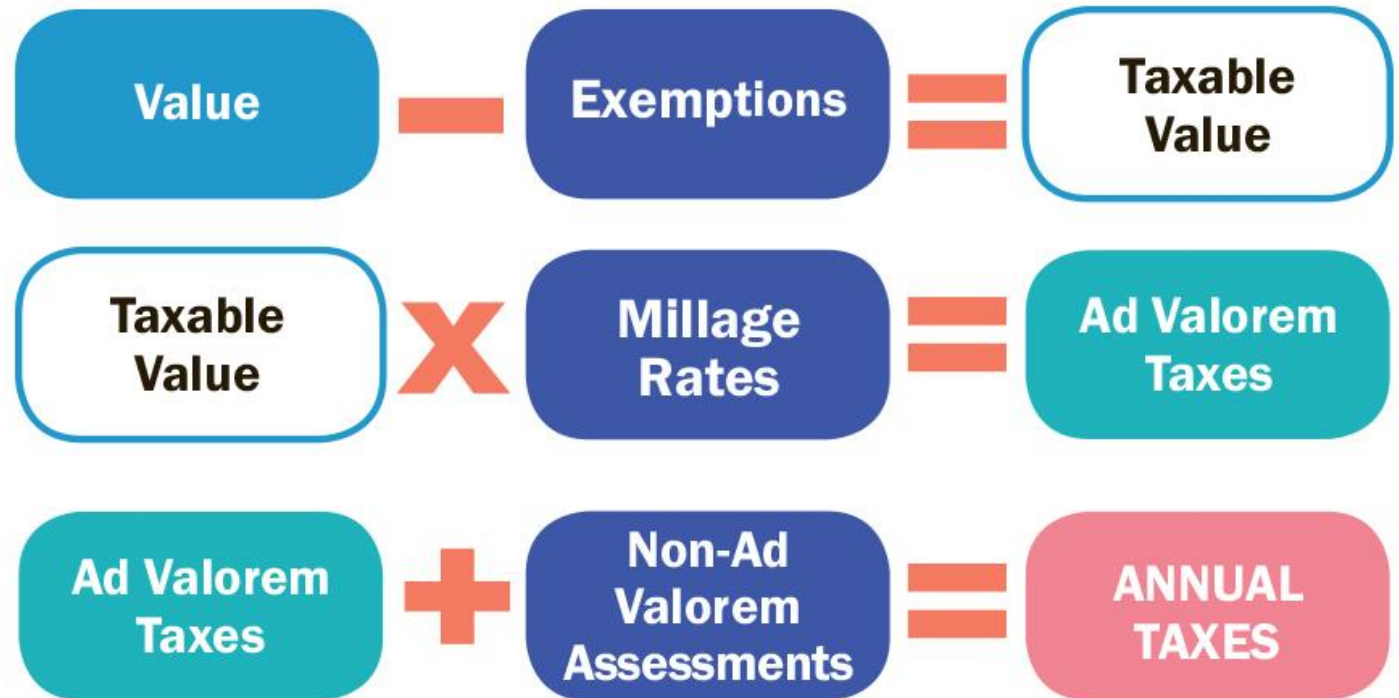 Value
Exemptions
Taxable
Value
Taxable
Value
Millage
Rates
Ad Valorem
Taxes
Ad Valorem
Taxes
Non-Ad
Valorem
Assessments
ANNUAL
TAXES